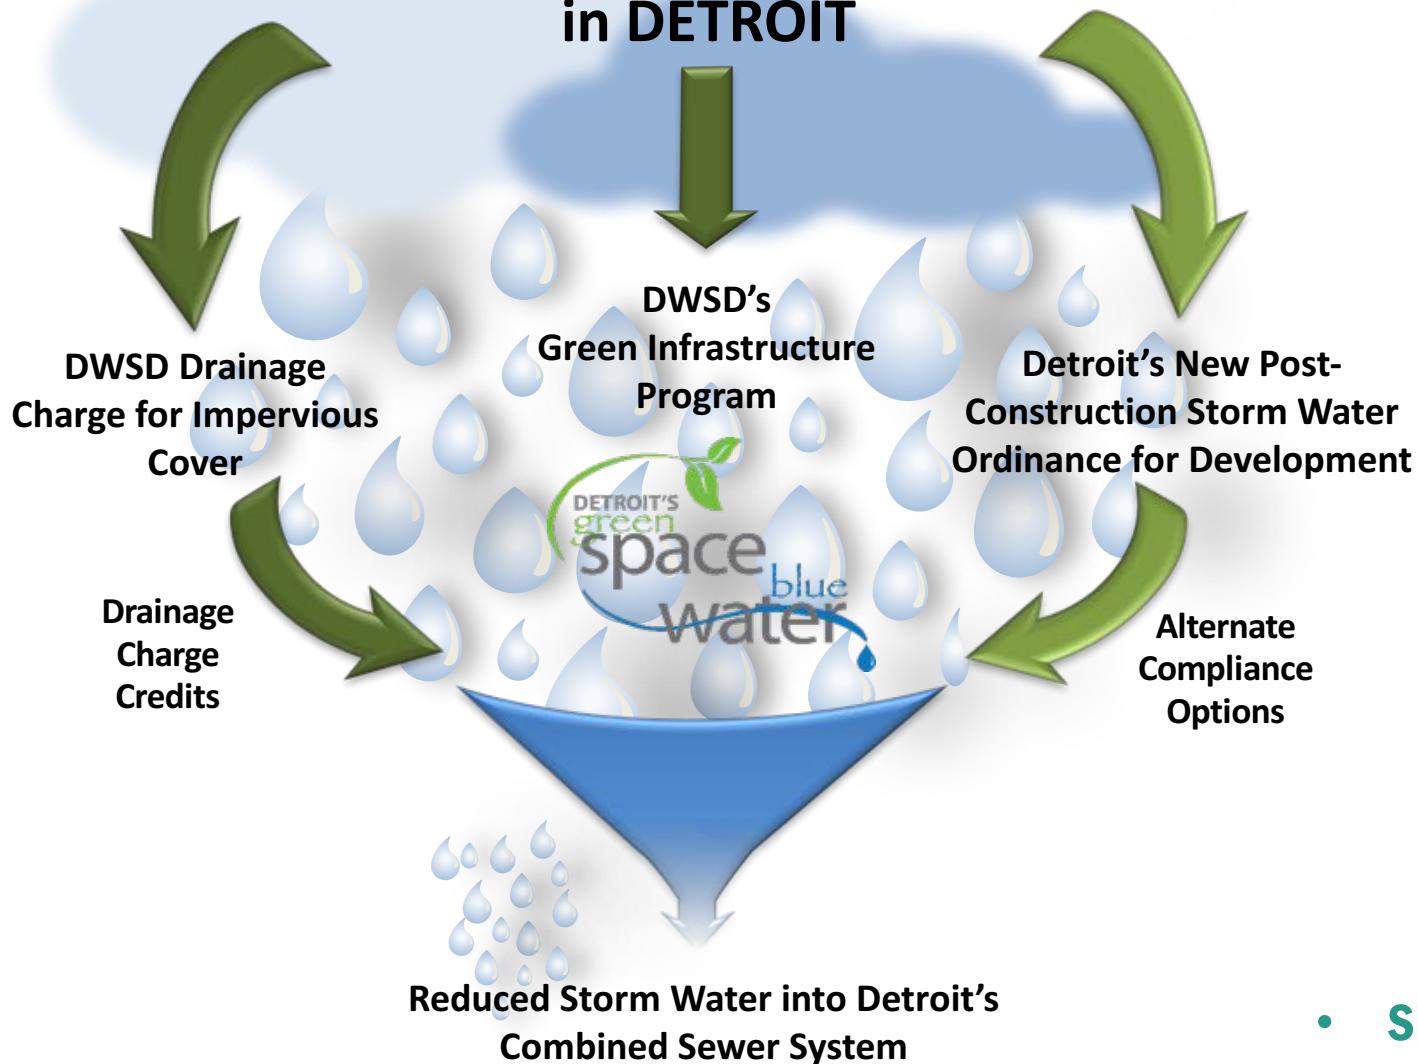 in DETROIT
DWSD's
Green Infrastructure
Program
DWSD Drainage
Charge for Impervious
Cover
Detroit's New Post-
Construction Storm Water
Ordinance for Development
DETROIT'S
green
space
blue
water
Drainage
Charge
Credits
Alternate
Compliance
Options
Reduced Storm Water into Detroit's
Combined Sewer System